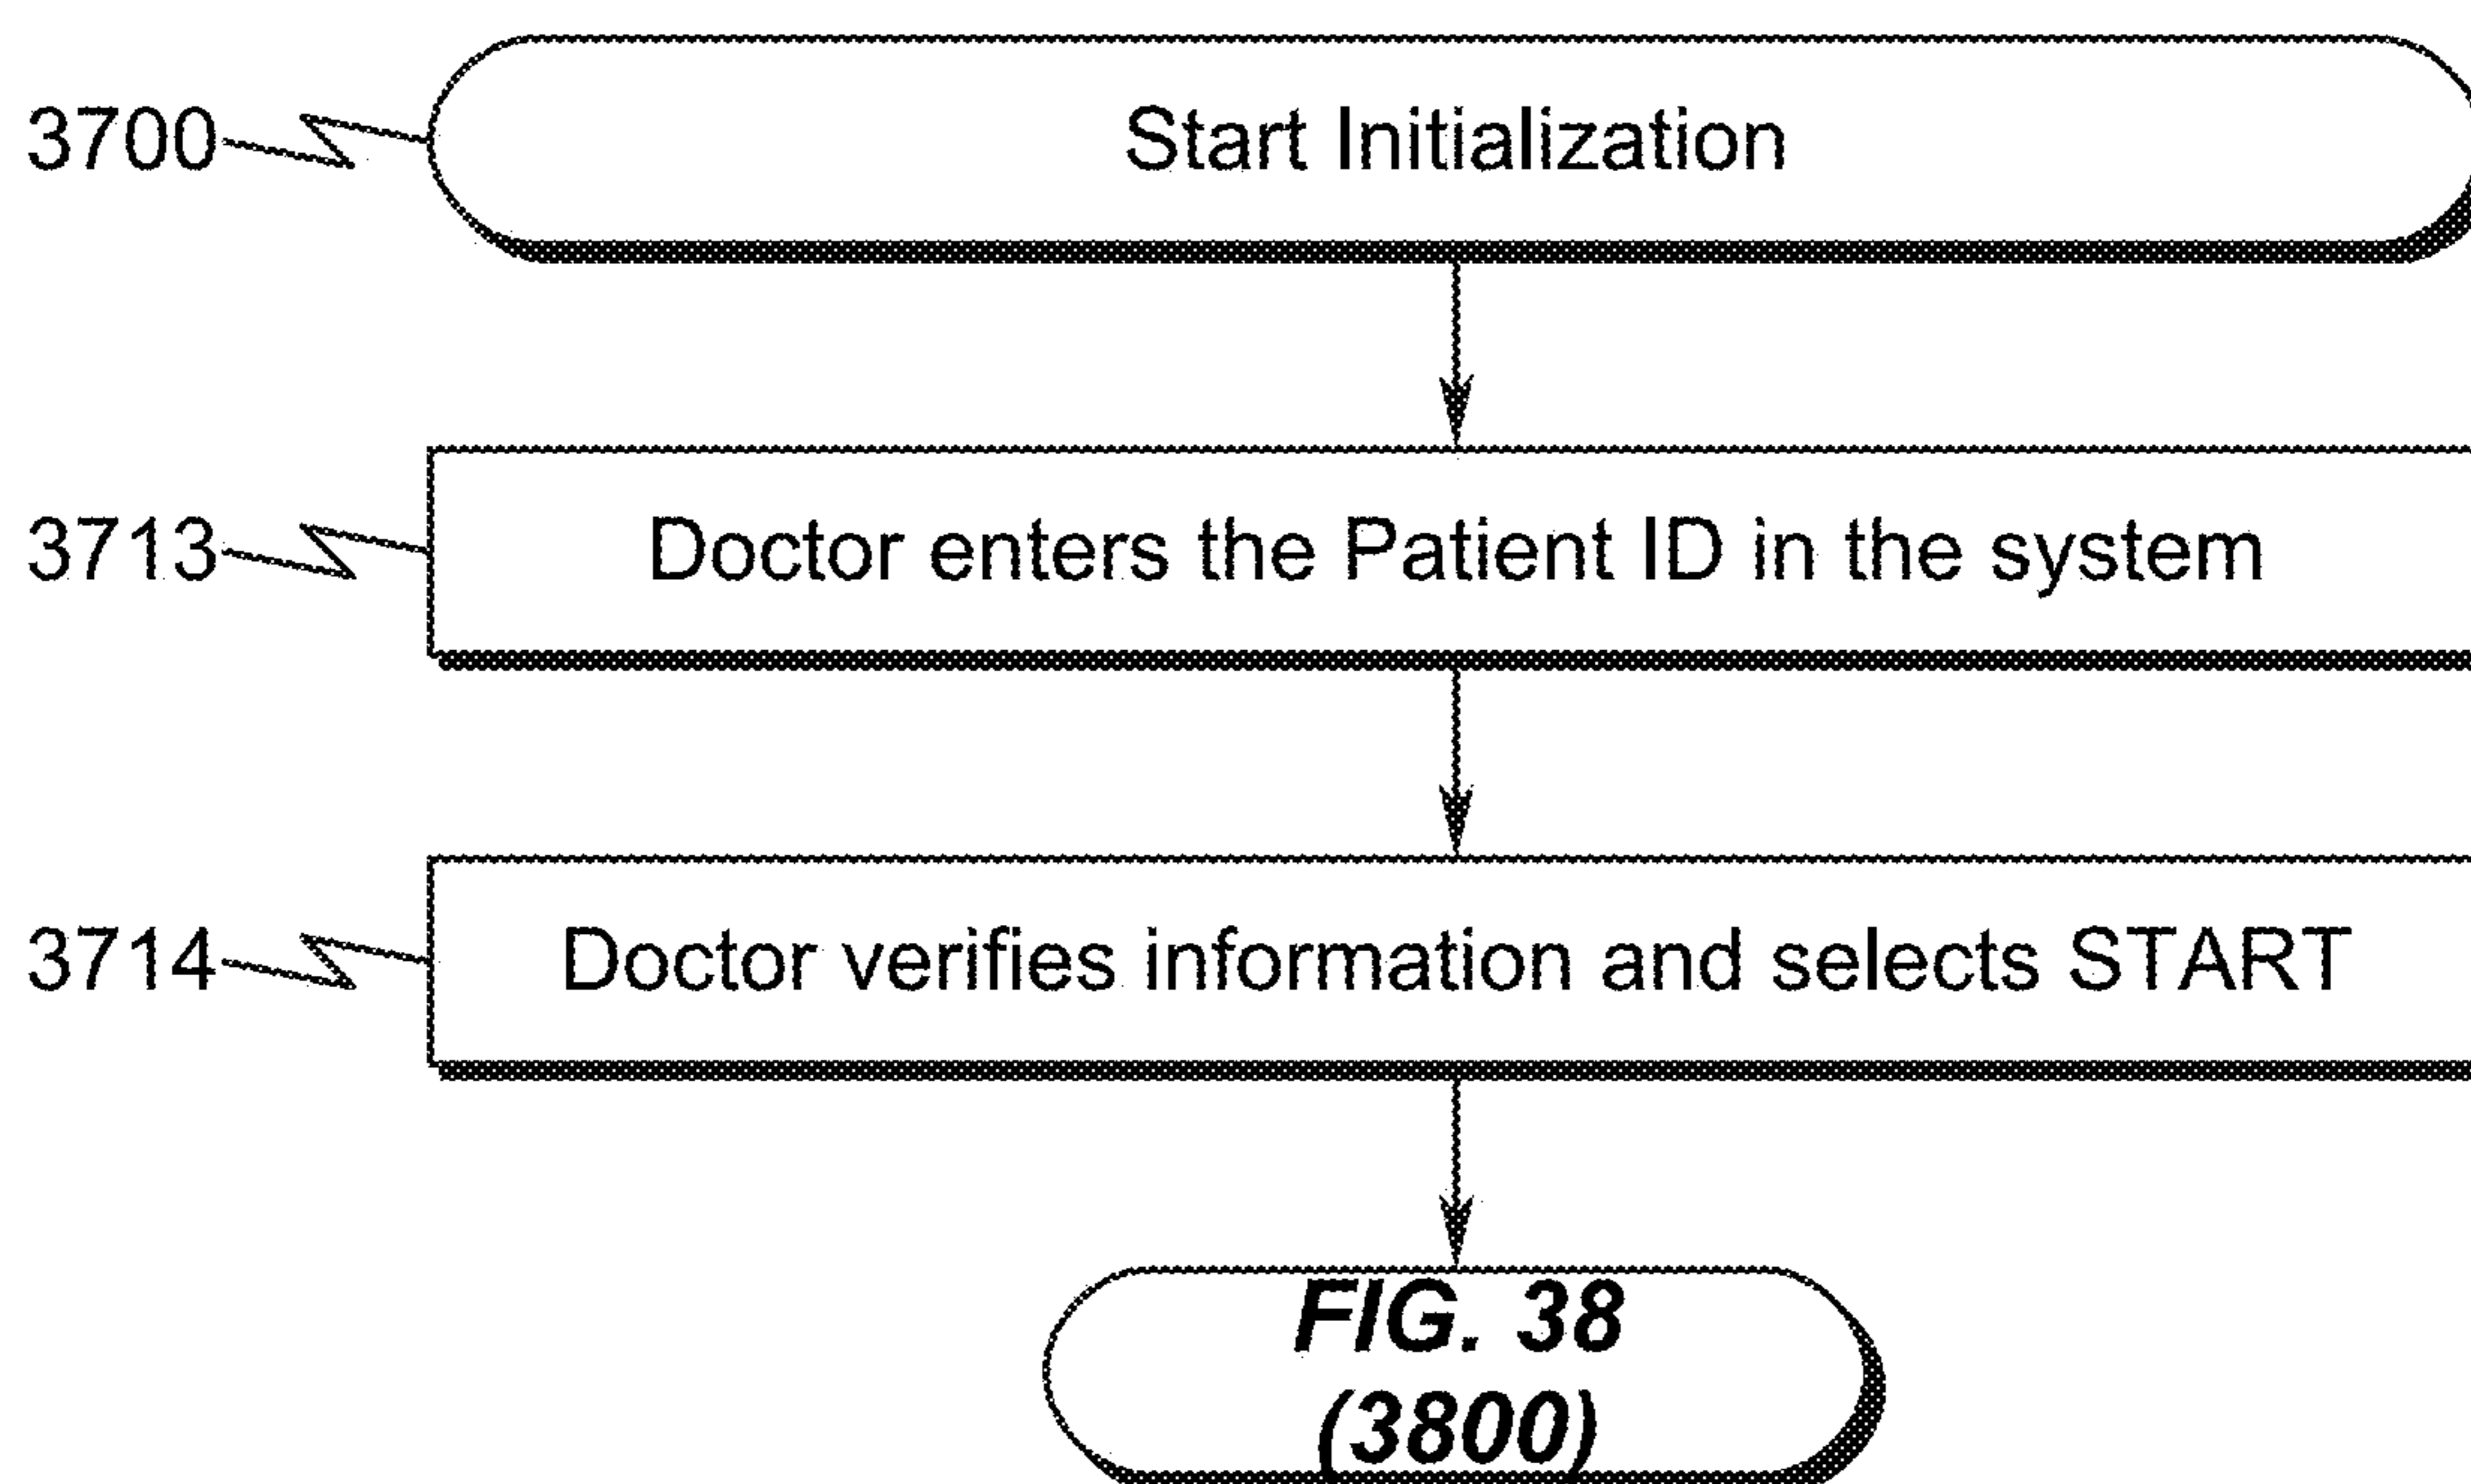 3700
Start Initialization
3713
Doctor enters the Patient ID in the system
3714
Doctor verifies information and selects START
FIG. 38
(3800)